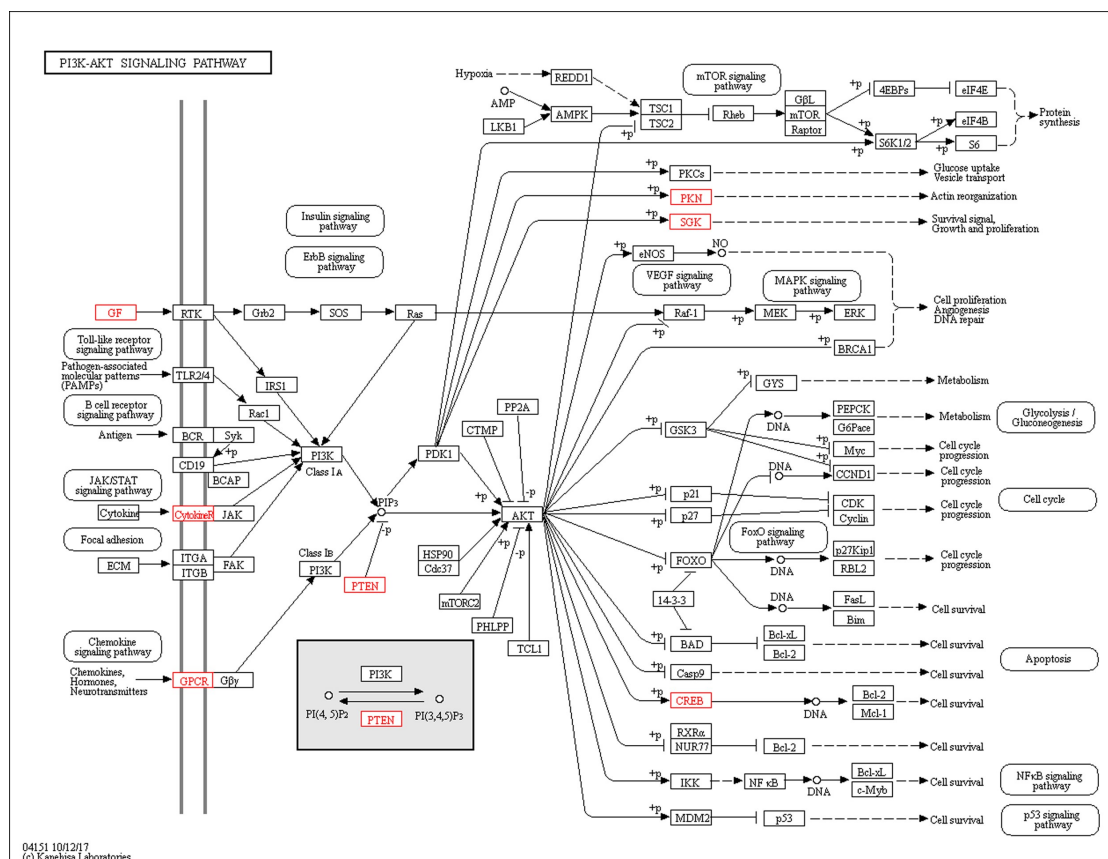 PI3K-AKT SIGNALING PATHWAY
Hypoxia
REDD1
mTOR signaling
pathway
AMP
LKB1
AMPK
TSC1
TSC2
+p
Rheb
GβL
mTOR
Raptor
+p
4EBPs
eIF4E
+p
S6K1/2
+p
+p
eIF4B
+p
S6
Protein
synthesis
+p
PKCs
Glucose uptake
Vesicle transport
+p
PKN
Actin reorganization
+p
SGK
Survival signal,
Growth and proliferation
Insulin signaling
pathway
ErbB signaling
pathway
+p
eNOS
NO
VEGF signaling
pathway
MAPK signaling
pathway
GF
RTK
Grb2
SOS
Ras
Raf-1
+p
+p
MEK
+p
ERK
Cell proliferation
Angiogenesis
DNA repair
+p
BRCA1
Toll-like receptor
signaling pathway
Pathogen-associated
molecular patterns
(PAMPs)
TLR2/4
IRS1
Rac1
B cell receptor
signaling pathway
Antigen
BCR
Syk
+p
CD19
BCAP
PI3K
Class IA
PDK1
CTMP
PP2A
+p
GYS
Metabolism
+p
GSK3
DNA
PEPCK
G6Pace
Metabolism
Glycolysis /
Gluconeogenesis
+p
Myc
Cell cycle
progression
+p
DNA
CCND1
Cell cycle
progression
JAK/STAT
signaling pathway
Cytokine
CytokineR
JAK
PIP3
+p
-p
AKT
+p
p21
+p
p27
CDK
Cyclin
Cell cycle
progression
Cell cycle
Focal adhesion
ECM
ITGA
ITGB
FAK
Class IB
PI3K
-p
PTEN
HSP90
Cdc37
+p
-p
mTORC2
PHLPP
TCL1
FoxO signaling
pathway
+p
FOXO
DNA
p27Kip1
RBL2
Cell cycle
progression
14-3-3
DNA
FasL
Bim
Cell survival
+p
BAD
Bcl-xL
Bcl-2
Cell survival
Apoptosis
+p
Casp9
Cell survival
Chemokine
signaling pathway
Chemokines,
Hormones,
Neurotransmitters
GPCR
Gβγ
PI3K
PI(4,5)P2
PI(3,4,5)P3
PTEN
+p
CREB
DNA
Bcl-2
Mcl-1
Cell survival
+p
RXRα
NUR77
Bcl-2
Cell survival
+p
IKK
NFκB
DNA
Bcl-xL
c-Myb
Cell survival
NFκB signaling
pathway
+p
MDM2
p53
Cell survival
p53 signaling
pathway
04151 10/12/17
(c) Kanehisa Laboratories